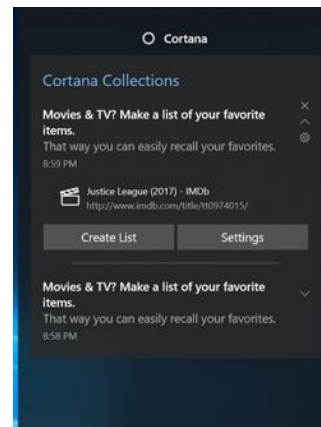 Cortana
Cortana Collections
Movies & TV? Make a list of your favorite
items.
That way you can easily recall your favorites.
8:59 PM
Justice League (2017) - IMDb
http://www.imdb.com/title/tt0974015/
Create List
Settings
Movies & TV? Make a list of your favorite
items.
That way you can easily recall your favorites.
8:58 PM